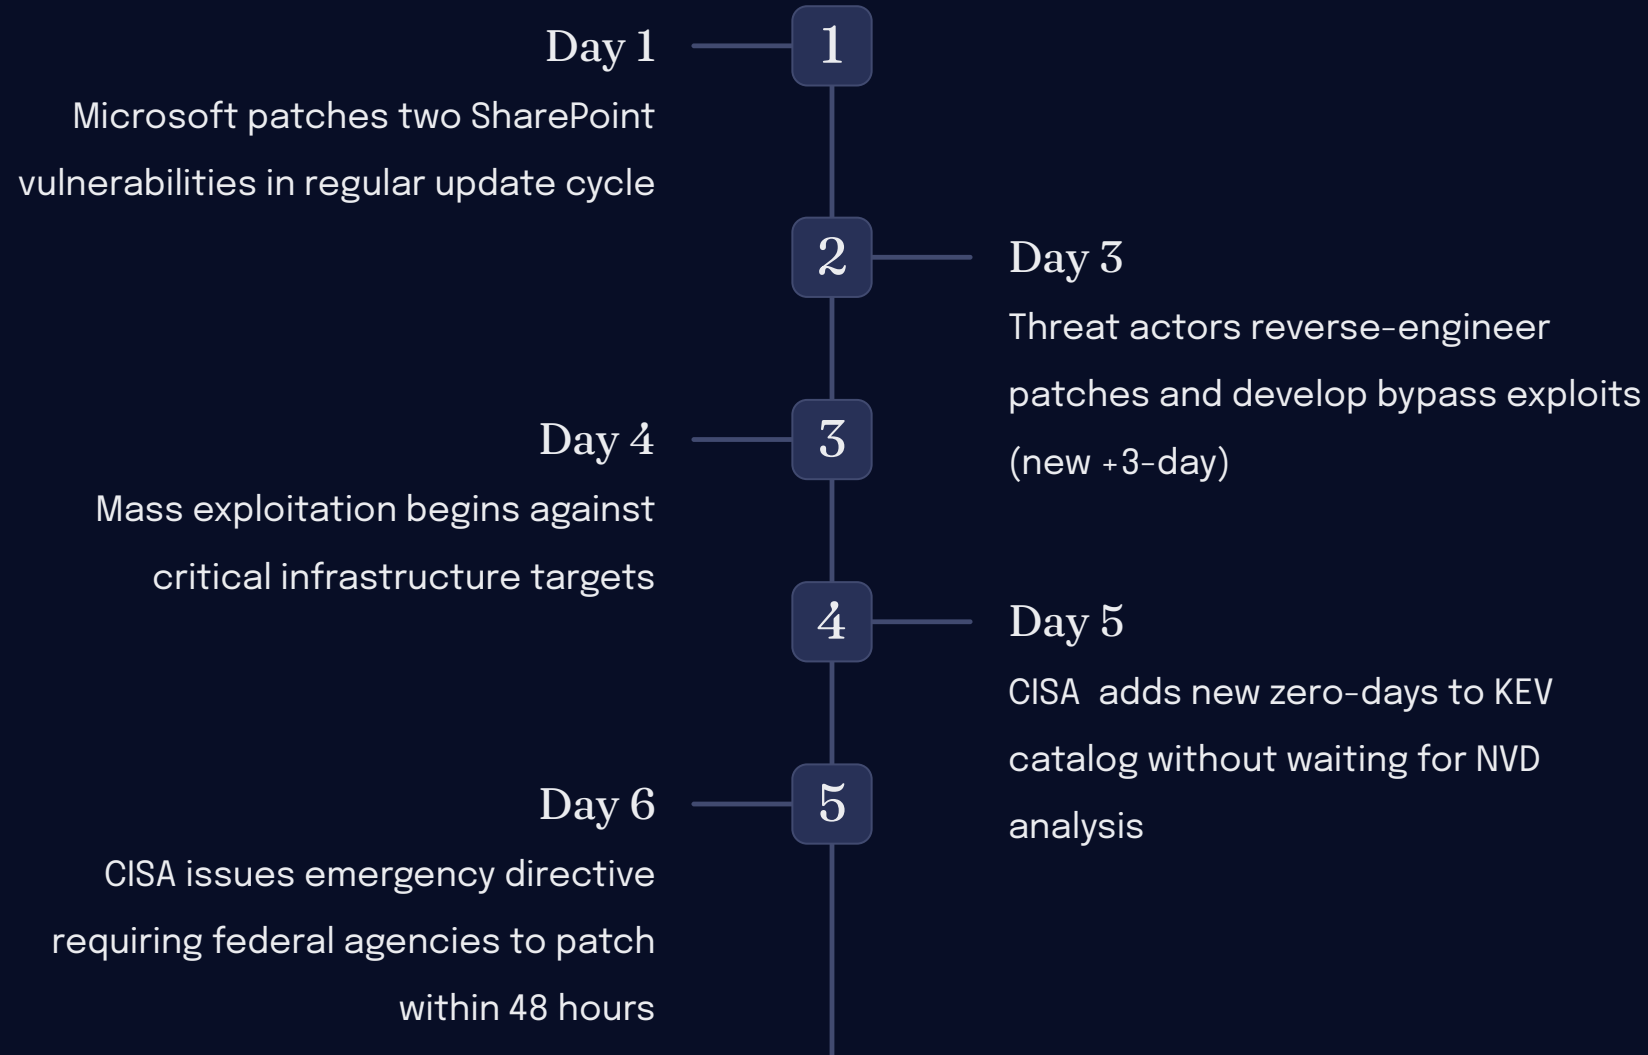 Day 1
1
Microsoft patches two SharePoint
vulnerabilities in regular update cycle
2
Day 3
Threat actors reverse-engineer
patches and develop bypass exploits
(new +3-day)
Day 4
3
Mass exploitation begins against
critical infrastructure targets
4
Day 5
CISA  adds new zero-days to KEV
catalog without waiting for NVD
analysis
Day 6
5
CISA issues emergency directive
requiring federal agencies to patch
within 48 hours